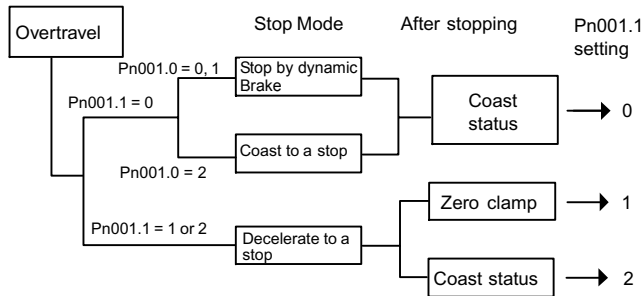 Stop Mode
After stopping
Pn001.1
setting
Overtravel
Pn001.0 = 0, 1
Stop by dynamic
Brake
Pn001.1 = 0
Coast
status
0
Coast to a stop
Pn001.0 = 2
Zero clamp
1
Pn001.1 = 1 or 2
Decelerate to a
stop
Coast status
2